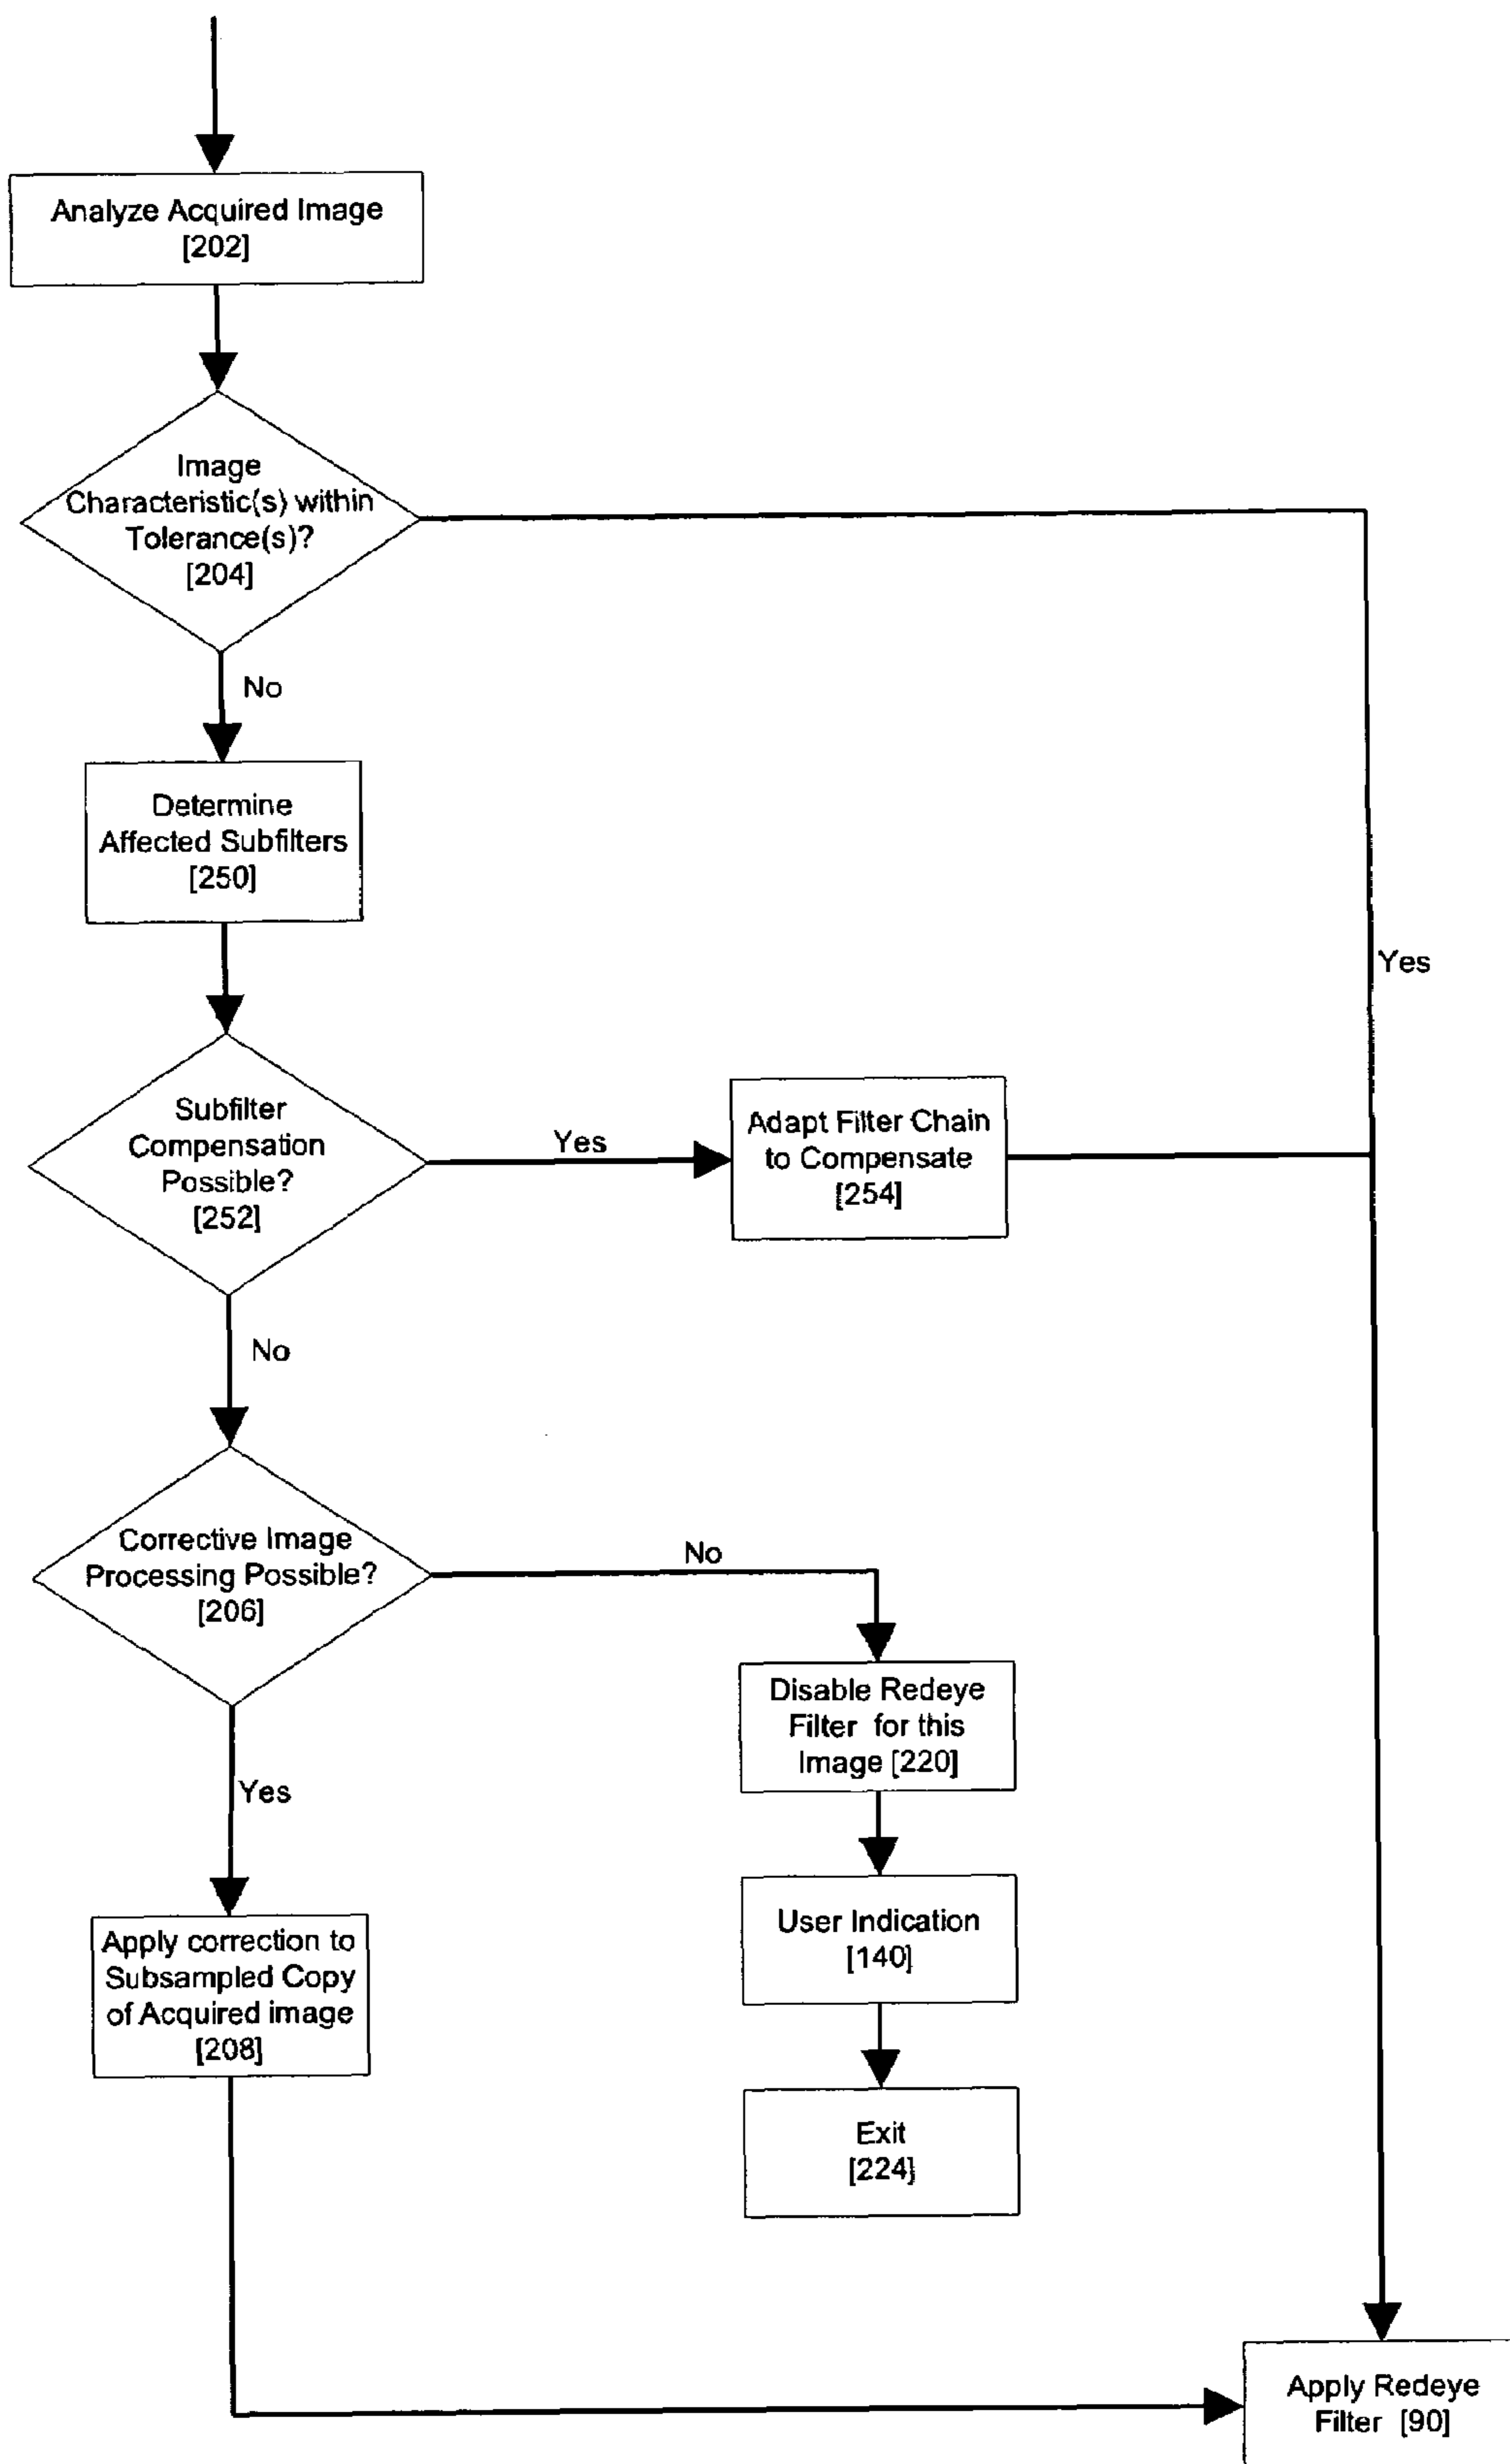 Analyze Acquired Image
[202]
Image
Characteristic(s) within
Tolerance(s)?
[204]
No
Determine
Affected Subfilters
[250]
Yes
Subfilter
Compensation
Possible?
[252]
Yes
Adapt Filter Chain
to Compensate
[254]
No
Corrective Image
Processing Possible?
[206]
No
Disable Redeye
Filter for this
Image [220]
Yes
User Indication
[140]
Apply correction to
Subsampled Copy
of Acquired image
[208]
Exit
[224]
Apply Redeye
Filter [90]